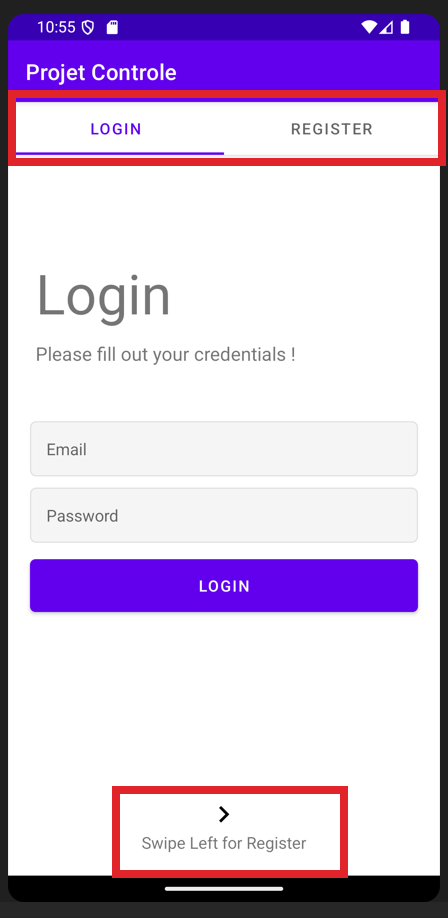 10:55
Projet Controle
LOGIN REGISTER
Login
Please fill out your credentials !
Email
Password
LOGIN
Swipe Left for Register